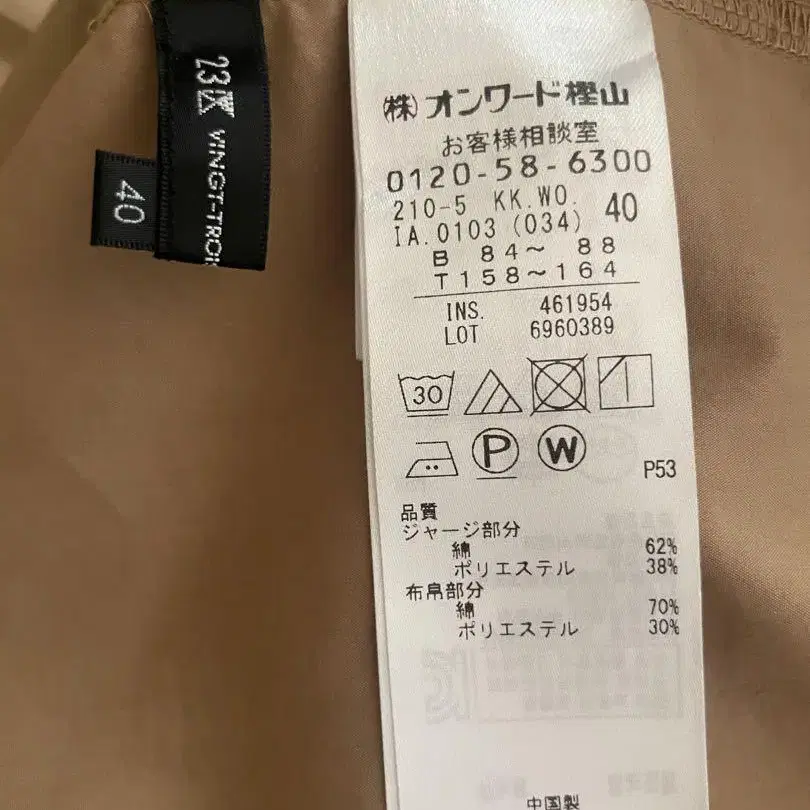 23区
VINGT-TROIS
40
(株)オンワード樫山
お客様相談室
0120-58-6300
210-5 KK.WO.
IA.0103 (034) 40
B 84〜 88
T158〜164
INS. 461954
LOT 6960389
30
P W
P53
品質
ジャージ部分
綿 62%
ポリエステル 38%
布帛部分
綿 70%
ポリエステル 30%
中国製